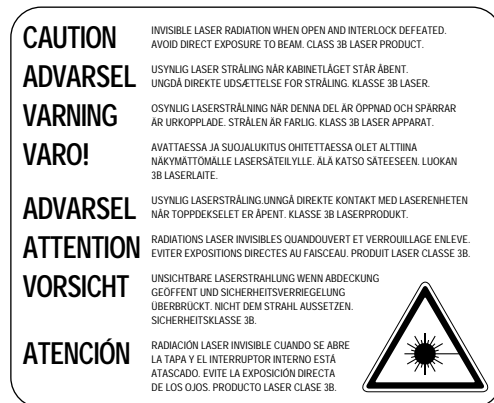 CAUTION INVISIBLE LASER RADIATION WHEN OPEN AND INTERLOCK DEFEATED.
AVOID DIRECT EXPOSURE TO BEAM. CLASS 3B LASER PRODUCT.
ADVARSEL USYNLIG LASER STRÅLING NÅR KABINETLÅGET STÅR ÅBENT.
UNGDÅ DIREKTE UDSÆTTELSE FOR STRÅLING. KLASSE 3B LASER.
VARNING OSYNLIG LASERSTRÅLNING NÄR DENNA DEL ÄR ÖPPNAD OCH SPÄRRAR
ÄR URKOPPLADE. STRÅLEN ÄR FARLIG. KLASS 3B LASER APPARAT.
VARO! AVATTAESSA JA SUOJALUKITUS OHITETTAESSA OLET ALTTIINA
NÄKYMÄTTÖMÄLLE LASERSÄTEILYLLE. ÄLÄ KATSO SÄTEESEEN. LUOKAN
3B LASERLAITE.
ADVARSEL USYNLIG LASERSTRÅLING.UNNGÅ DIREKTE KONTAKT MED LASERENHETEN
NÅR TOPPDEKSELET ER ÅPENT. KLASSE 3B LASERPRODUKT.
ATTENTION RADIATIONS LASER INVISIBLES QUANDOUVERT ET VERROUILLAGE ENLEVE.
EVITER EXPOSITIONS DIRECTES AU FAISCEAU. PRODUIT LASER CLASSE 3B.
VORSICHT UNSICHTBARE LASERSTRAHLUNG WENN ABDECKUNG
GEÖFFENT UND SICHERHEITSVERRIEGELUNG
ÜBERBRÜCKT. NICHT DEM STRAHL AUSSETZEN.
SICHERHEITSKLASSE 3B.
ATENCIÓN RADIACIÓN LASER INVISIBLE CUANDO SE ABRE
LA TAPA Y EL INTERRUPTOR INTERNO ESTÁ
ATASCADO. EVITE LA EXPOSICIÓN DIRECTA
DE LOS OJOS. PRODUCTO LASER CLASE 3B.